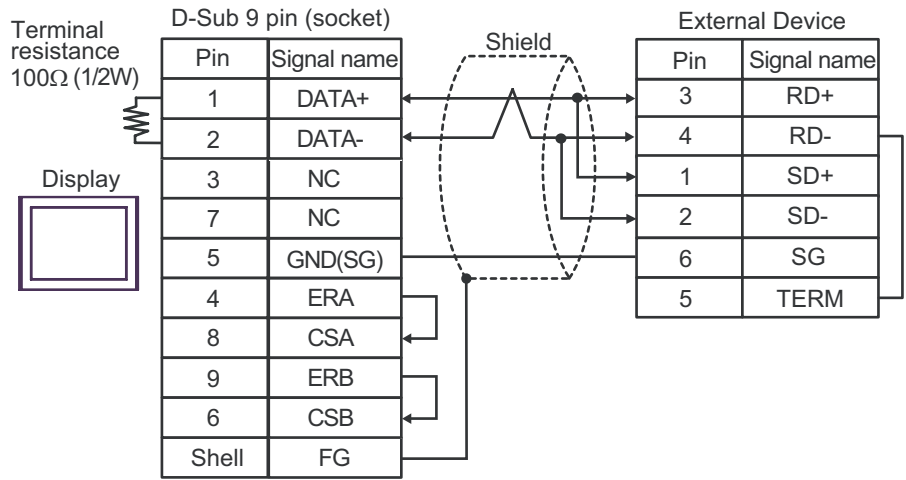 Terminal
resistance
100Ω (1/2W)
D-Sub 9 pin (socket)
Pin Signal name
1 DATA+
2 DATA-
3 NC
7 NC
5 GND(SG)
4 ERA
8 CSA
9 ERB
6 CSB
Shell FG
Display
Shield
External Device
Pin Signal name
3 RD+
4 RD-
1 SD+
2 SD-
6 SG
5 TERM